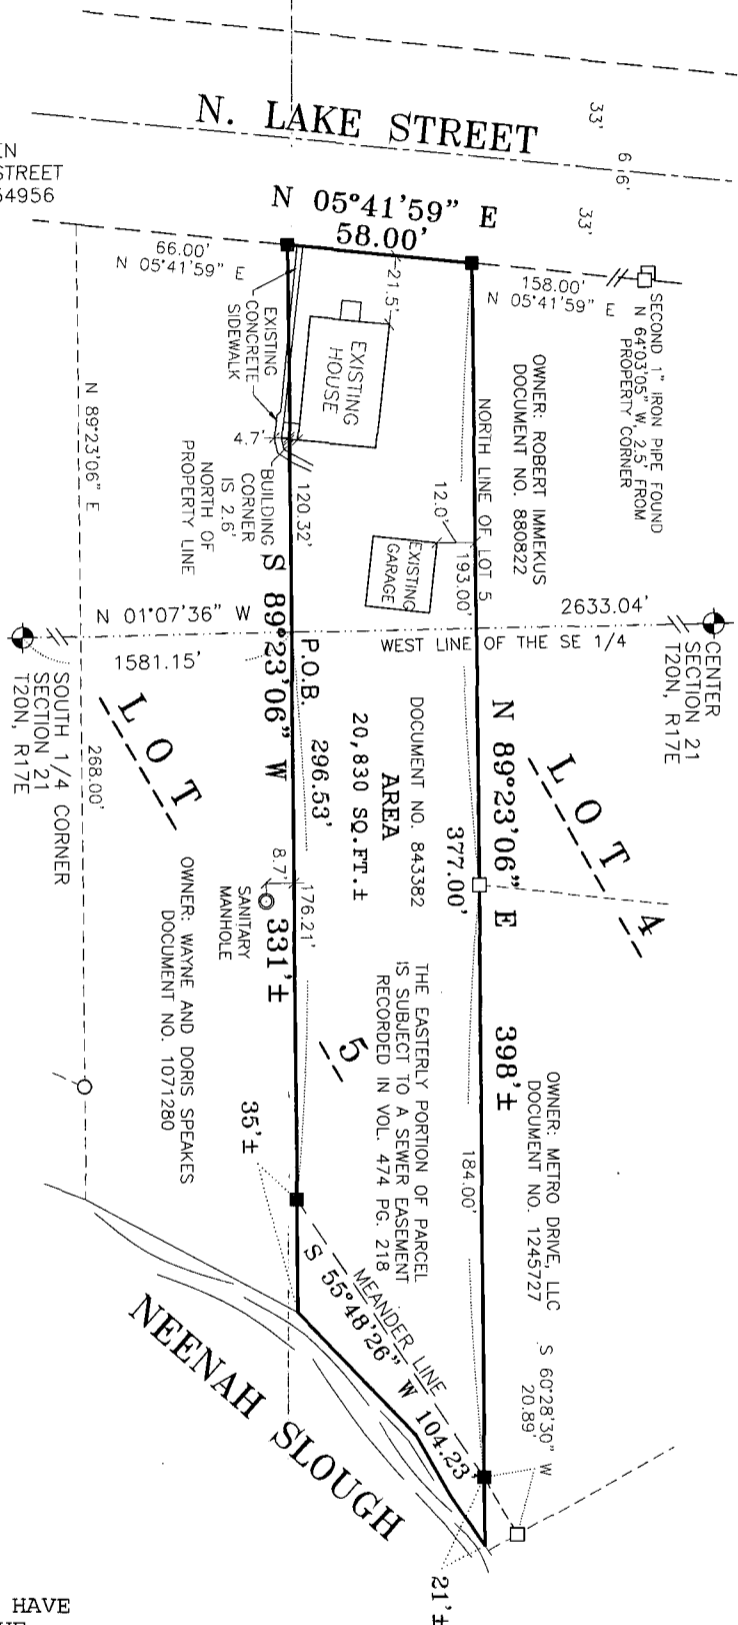 N. LAKE STREET
33'
66'
33'
EN
STREET
54956
N 05°41'59" E
58.00'
66.00'
N 05°41'59" E
158.00'
N 05°41'59" E
SECOND 1" IRON PIPE FOUND
N 64°03'05" W, 2.5' FROM
PROPERTY CORNER
21.5'
EXISTING
CONCRETE
SIDEWALK
EXISTING
HOUSE
OWNER: ROBERT IMMEKUS
DOCUMENT NO. 880822
NORTH LINE OF LOT 5
N 89°23'06" E
4.7'
BUILDING
CORNER
IS 2.6'
NORTH OF
PROPERTY LINE
120.32'
12.0'
193.00'
EXISTING
GARAGE
N 01°07'36" W
1581.15'
2633.04'
WEST LINE OF THE SE 1/4
CENTER
SECTION 21
T20N, R17E
SOUTH 1/4 CORNER
SECTION 21
T20N, R17E
268.00'
S 89°23'06" W
331'±
P.O.B.
296.53'
LOT
LOT 4
N 89°23'06" E
398'±
377.00'
DOCUMENT NO. 843382
AREA
20,830 SQ.FT.±
8.7'
176.21'
SANITARY
MANHOLE
OWNER: WAYNE AND DORIS SPEAKES
DOCUMENT NO. 1071280
5
THE EASTERLY PORTION OF PARCEL
IS SUBJECT TO A SEWER EASEMENT
RECORDED IN VOL. 474 PG. 218
OWNER: METRO DRIVE, LLC
DOCUMENT NO. 1245727
184.00'
35'±
MEANDER LINE
S 55°48'26" W 104.23'
S 60°28'30" W
20.89'
21'±
NEENAH SLOUGH
HAVE